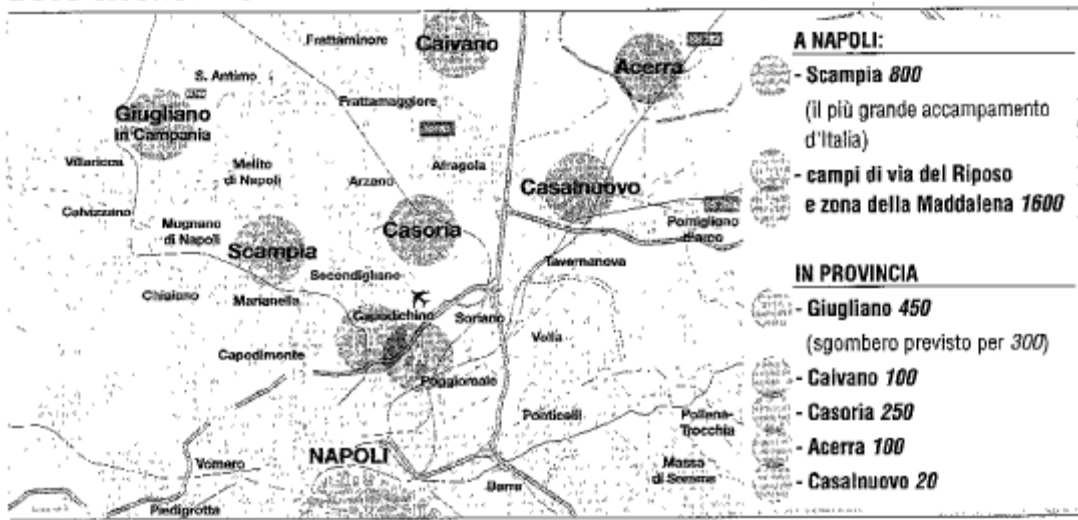 Frattaminore
Caivano
Acerra
S. Antimo
Frattamaggiore
Giugliano
in Campania
Villaricca
Melito
di Napoli
Arzano
Afragola
Casalnuovo
Calvizzano
Mugnano
di Napoli
Casoria
Pomigliano
d'arco
Scampia
Secondigliano
Tavernanova
Chiaiano
Marianella
Capodichino
Soriano
Volla
Capodimonte
Poggiomale
Ponticelli
Pollena-
Trocchia
NAPOLI
Vomero
Barra
Massa
di Somma
Piedigrotta
A NAPOLI:
- Scampia 800
(il più grande accampamento
d'Italia)
- campi di via del Riposo
e zona della Maddalena 1600
IN PROVINCIA
- Giugliano 450
(sgombero previsto per 300)
- Caivano 100
- Casoria 250
- Acerra 100
- Casalnuovo 20